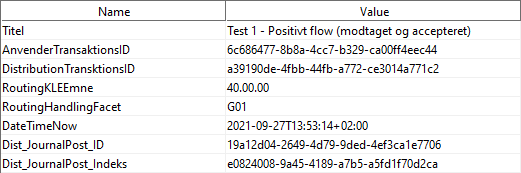 Name Value
Titel Test 1 - Positivt flow (modtaget og accepteret)
AnvenderTransaktionsID 6c686477-8b8a-4cc7-b329-ca00ff4eec44
DistributionTransktionsID a39190de-4fbb-44fb-a772-ce3014a771c2
RoutingKLEEmne 40.00.00
RoutingHandlingFacet G01
DateTimeNow 2021-09-27T13:53:14+02:00
Dist_JournalPost_ID 19a12d04-2649-4d79-9ded-4ef3ca1e7706
Dist_JournalPost_Indeks e0824008-9a45-4189-a7b5-a5fd1f70d2ca